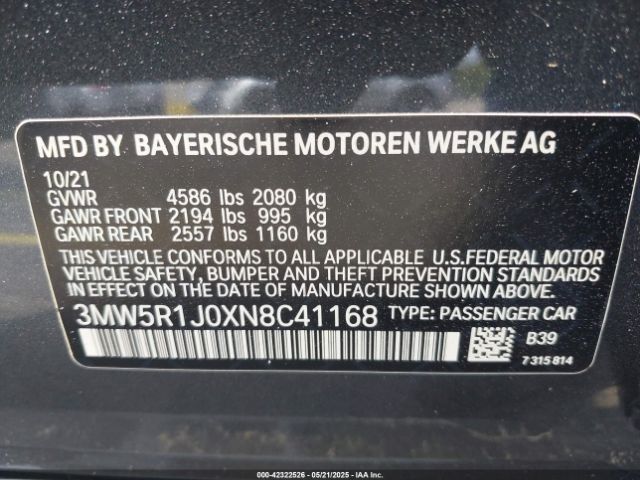 MFD BY BAYERISCHE MOTOREN WERKE AG
10/21
GVWR 4586 lbs 2080 kg
GAWR FRONT 2194 lbs 995 kg
GAWR REAR 2557 lbs 1160 kg
THIS VEHICLE CONFORMS TO ALL APPLICABLE U.S.FEDERAL MOTOR
VEHICLE SAFETY, BUMPER AND THEFT PREVENTION STANDARDS
IN EFFECT ON THE DATE OF MANUFACTURE SHOWN ABOVE.
3MW5R1J0XN8C41168 TYPE: PASSENGER CAR
B39
7 315 814
000-42322526 - 05/21/2025 - IAA Inc.